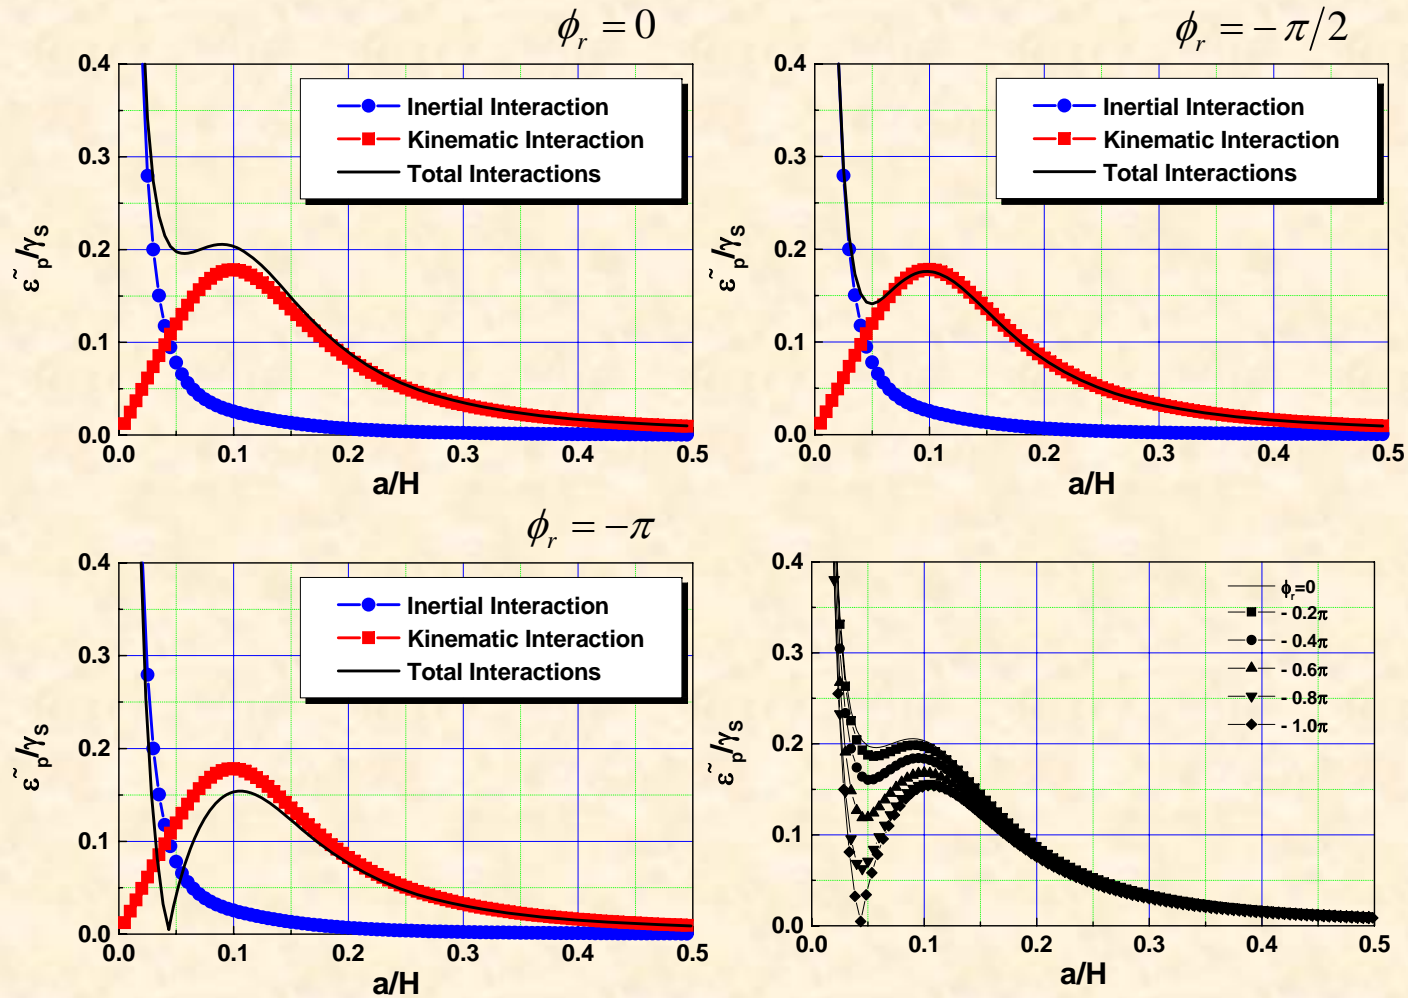 ϕr = 0
0.4
0.3
0.2
0.1
0.0
ε̃p/γS
Inertial Interaction
Kinematic Interaction
Total Interactions
0.0 0.1 0.2 0.3 0.4 0.5
a/H
ϕr = −π/2
0.4
0.3
0.2
0.1
0.0
ε̃p/γS
Inertial Interaction
Kinematic Interaction
Total Interactions
0.0 0.1 0.2 0.3 0.4 0.5
a/H
ϕr = −π
0.4
0.3
0.2
0.1
0.0
ε̃p/γS
Inertial Interaction
Kinematic Interaction
Total Interactions
0.0 0.1 0.2 0.3 0.4 0.5
a/H
0.4
0.3
0.2
0.1
0.0
ε̃p/γS
ϕr=0
- 0.2π
- 0.4π
- 0.6π
- 0.8π
- 1.0π
0.0 0.1 0.2 0.3 0.4 0.5
a/H